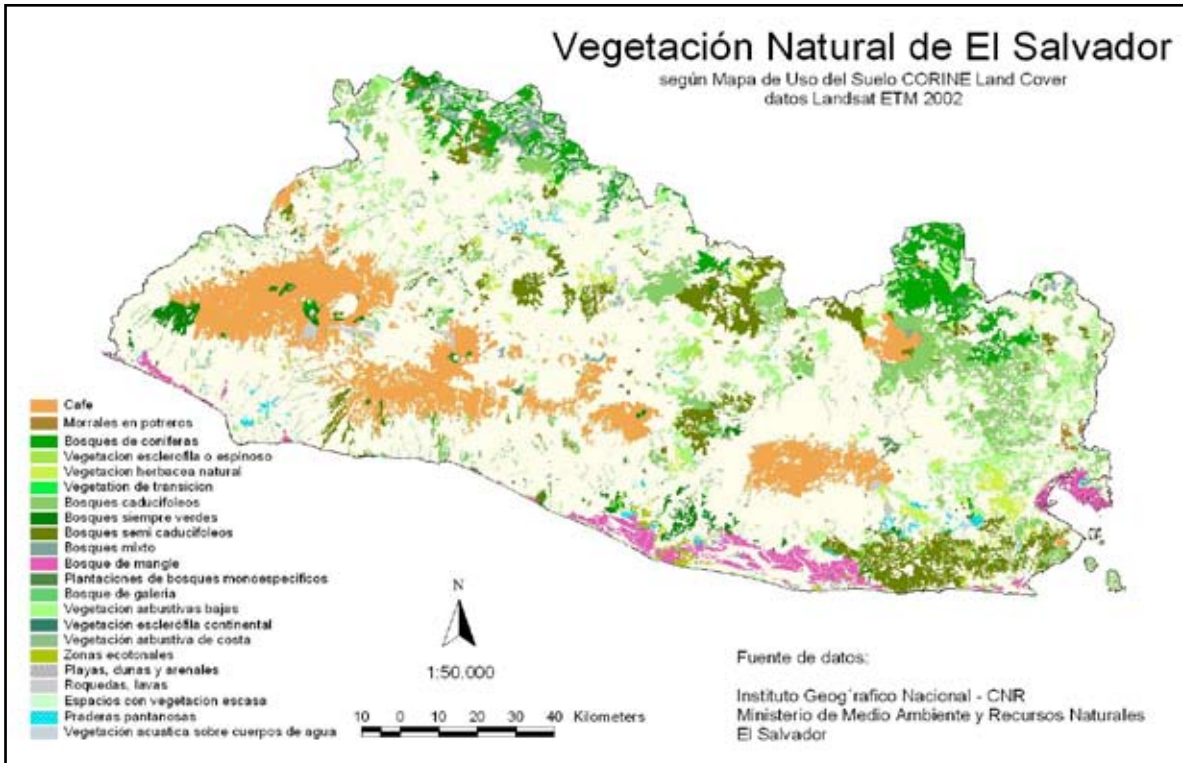 Vegetación Natural de El Salvador
según Mapa de Uso del Suelo CORINE Land Cover
datos Landsat ETM 2002
Cafe
Morrales en potreros
Bosques de coniferas
Vegetacion esclerofila o espinoso
Vegetacion herbacea natural
Vegetation de transicion
Bosques caducifoleos
Bosques siempre verdes
Bosques semi caducifoleos
Bosques mixto
Bosque de mangle
Plantaciones de bosques monoespecificos
Bosque de galeria
Vegetacion arbustivas bajas
Vegetacion esclerófila continental
Vegetación arbustiva de costa
Zonas ecotonales
Playas, dunas y arenales
Roquedas, lavas
Espacios con vegetacion escasa
Praderas pantanosas
Vegetación acuatica sobre cuerpos de agua
N
1:50.000
10 0 10 20 30 40 Kilometers
Fuente de datos:
Instituto Geog´rafico Nacional - CNR
Ministerio de Medio Ambiente y Recursos Naturales
El Salvador